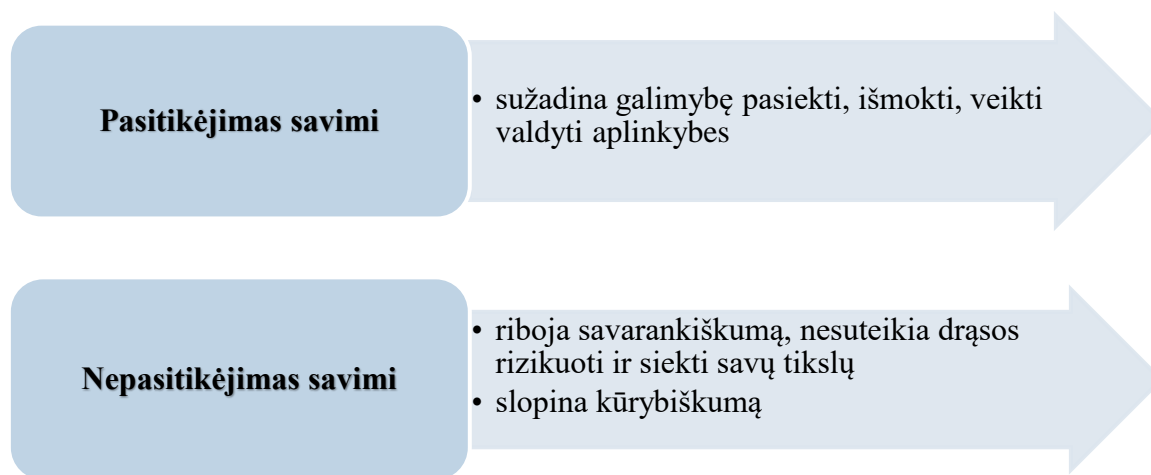 Pasitikėjimas savimi
• sužadina galimybę pasiekti, išmokti, veikti
valdyti aplinkybes
Nepasitikėjimas savimi
• riboja savarankiškumą, nesuteikia drąsos
rizikuoti ir siekti savų tikslų
• slopina kūrybiškumą